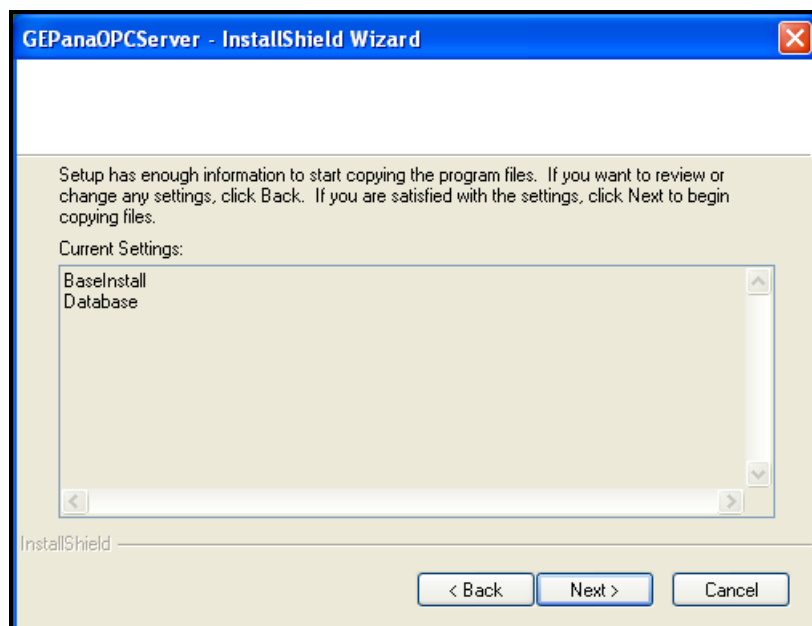 GEPanaOPCServer - InstallShield Wizard
Setup has enough information to start copying the program files.  If you want to review or
change any settings, click Back.  If you are satisfied with the settings, click Next to begin
copying files.
Current Settings:
BaseInstall
Database
InstallShield
< Back
Next >
Cancel